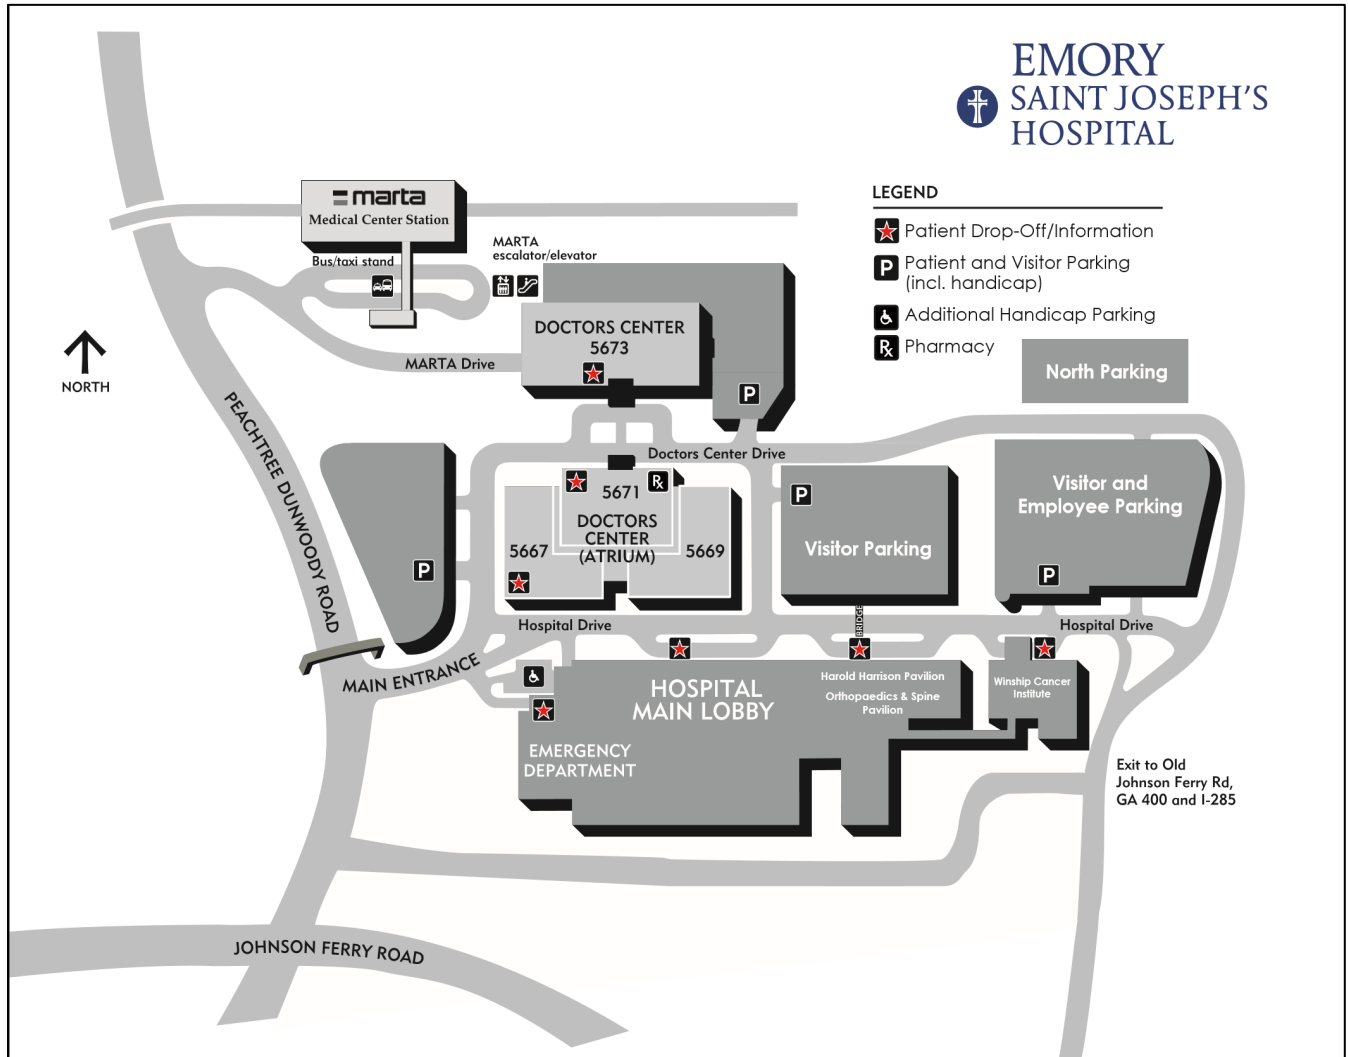 EMORY
SAINT JOSEPH'S
HOSPITAL
marta
Medical Center Station
LEGEND
Patient Drop-Off/Information
P
Patient and Visitor Parking
(incl. handicap)
Additional Handicap Parking
Rx
Pharmacy
MARTA
escalator/elevator
Bus/taxi stand
DOCTORS CENTER
5673
MARTA Drive
NORTH
North Parking
P
PEACHTREE DUNWOODY ROAD
Doctors Center Drive
5671
Rx
DOCTORS
CENTER
(ATRIUM)
5667
5669
P
P
Visitor Parking
Visitor and
Employee Parking
P
BRIDGE
Hospital Drive
Hospital Drive
MAIN ENTRANCE
HOSPITAL
MAIN LOBBY
Harold Harrison Pavilion
Orthopaedics & Spine
Pavilion
Winship Cancer
Institute
EMERGENCY
DEPARTMENT
Exit to Old
Johnson Ferry Rd,
GA 400 and I-285
JOHNSON FERRY ROAD